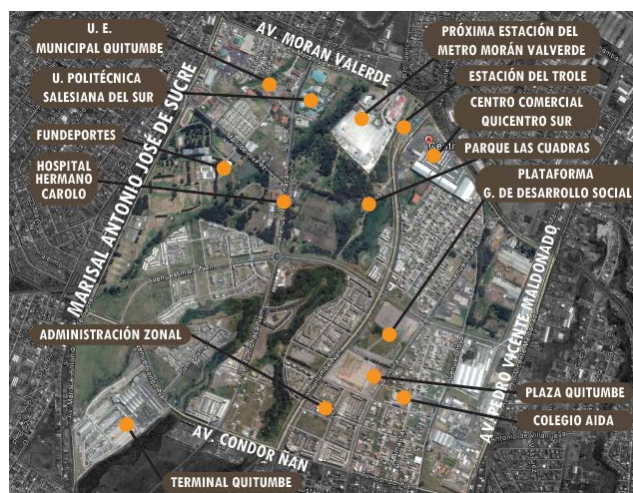 U. E.
MUNICIPAL QUITUMBE
AV. MORAN VALERDE
PRÓXIMA ESTACIÓN DEL
METRO MORÁN VALVERDE
U. POLITÉCNICA
SALESIANA DEL SUR
ESTACIÓN DEL TROLE
CENTRO COMERCIAL
QUICENTRO SUR
FUNDEPORTES
PARQUE LAS CUADRAS
HOSPITAL
HERMANO
CAROLO
PLATAFORMA
G. DE DESARROLLO SOCIAL
MARISAL ANTONIO JOSÉ DE SUCRE
AV. PEDRO VICENTE MALDONADO
ADMINISTRACIÓN ZONAL
PLAZA QUITUMBE
COLEGIO AIDA
AV. CONDOR ÑAN
TERMINAL QUITUMBE